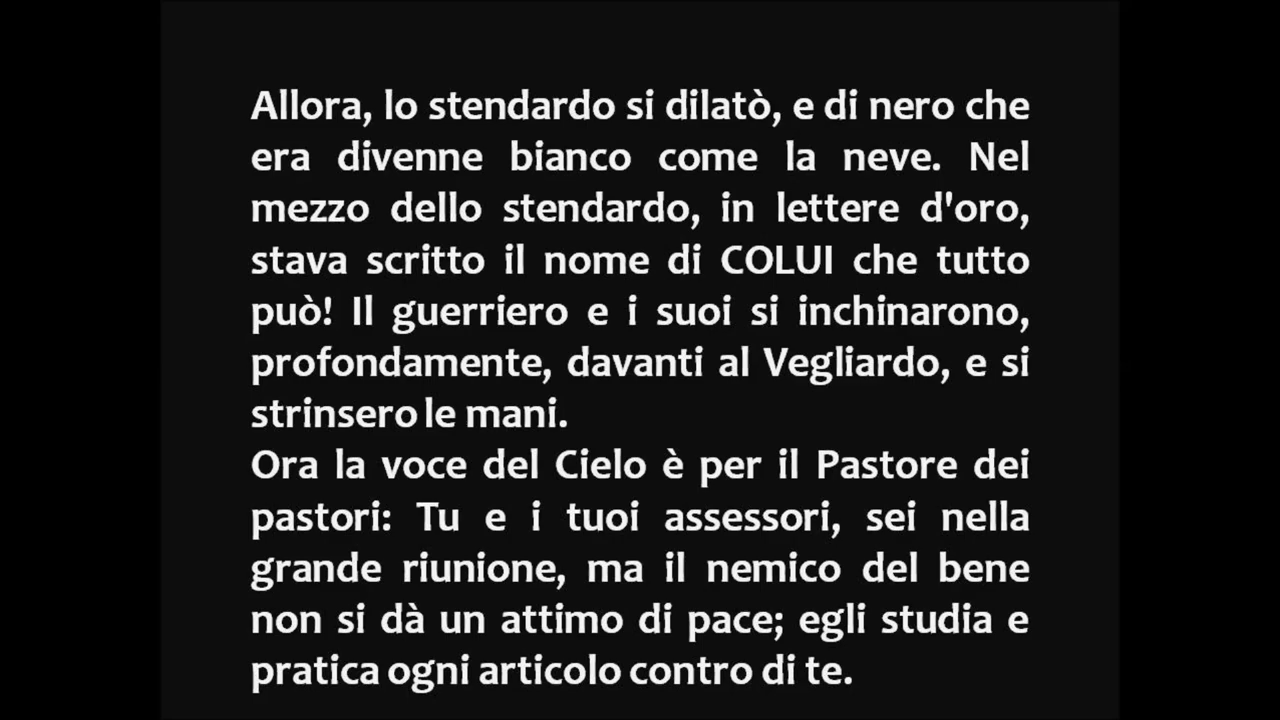 Allora, lo stendardo si dilatò, e di nero che
era divenne bianco come la neve. Nel
mezzo dello stendardo, in lettere d'oro,
stava scritto il nome di COLUI che tutto
può! Il guerriero e i suoi si inchinarono,
profondamente, davanti al Vegliardo, e si
strinsero le mani.
Ora la voce del Cielo è per il Pastore dei
pastori: Tu e i tuoi assessori, sei nella
grande riunione, ma il nemico del bene
non si dà un attimo di pace; egli studia e
pratica ogni articolo contro di te.